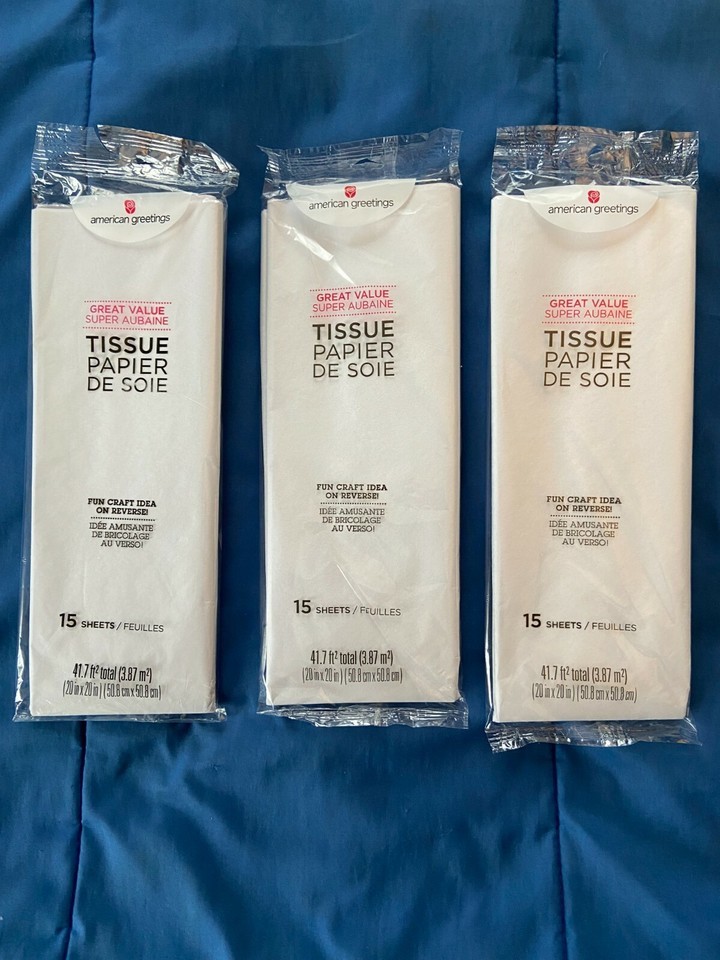 american greetings
GREAT VALUE
SUPER AUBAINE
TISSUE
PAPIER
DE SOIE
FUN CRAFT IDEA
ON REVERSE!
IDÉE AMUSANTE
DE BRICOLAGE
AU VERSO!
15 SHEETS / FEUILLES
41.7 ft² total (3.87 m²)
(20 in x 20 in) (50.8 cm x 50.8 cm)
american greetings
GREAT VALUE
SUPER AUBAINE
TISSUE
PAPIER
DE SOIE
FUN CRAFT IDEA
ON REVERSE!
IDÉE AMUSANTE
DE BRICOLAGE
AU VERSO!
15 SHEETS / FEUILLES
41.7 ft² total (3.87 m²)
(20 in x 20 in) (50.8 cm x 50.8 cm)
american greetings
GREAT VALUE
SUPER AUBAINE
TISSUE
PAPIER
DE SOIE
FUN CRAFT IDEA
ON REVERSE!
IDÉE AMUSANTE
DE BRICOLAGE
AU VERSO!
15 SHEETS / FEUILLES
41.7 ft² total (3.87 m²)
(20 in x 20 in) (50.8 cm x 50.8 cm)